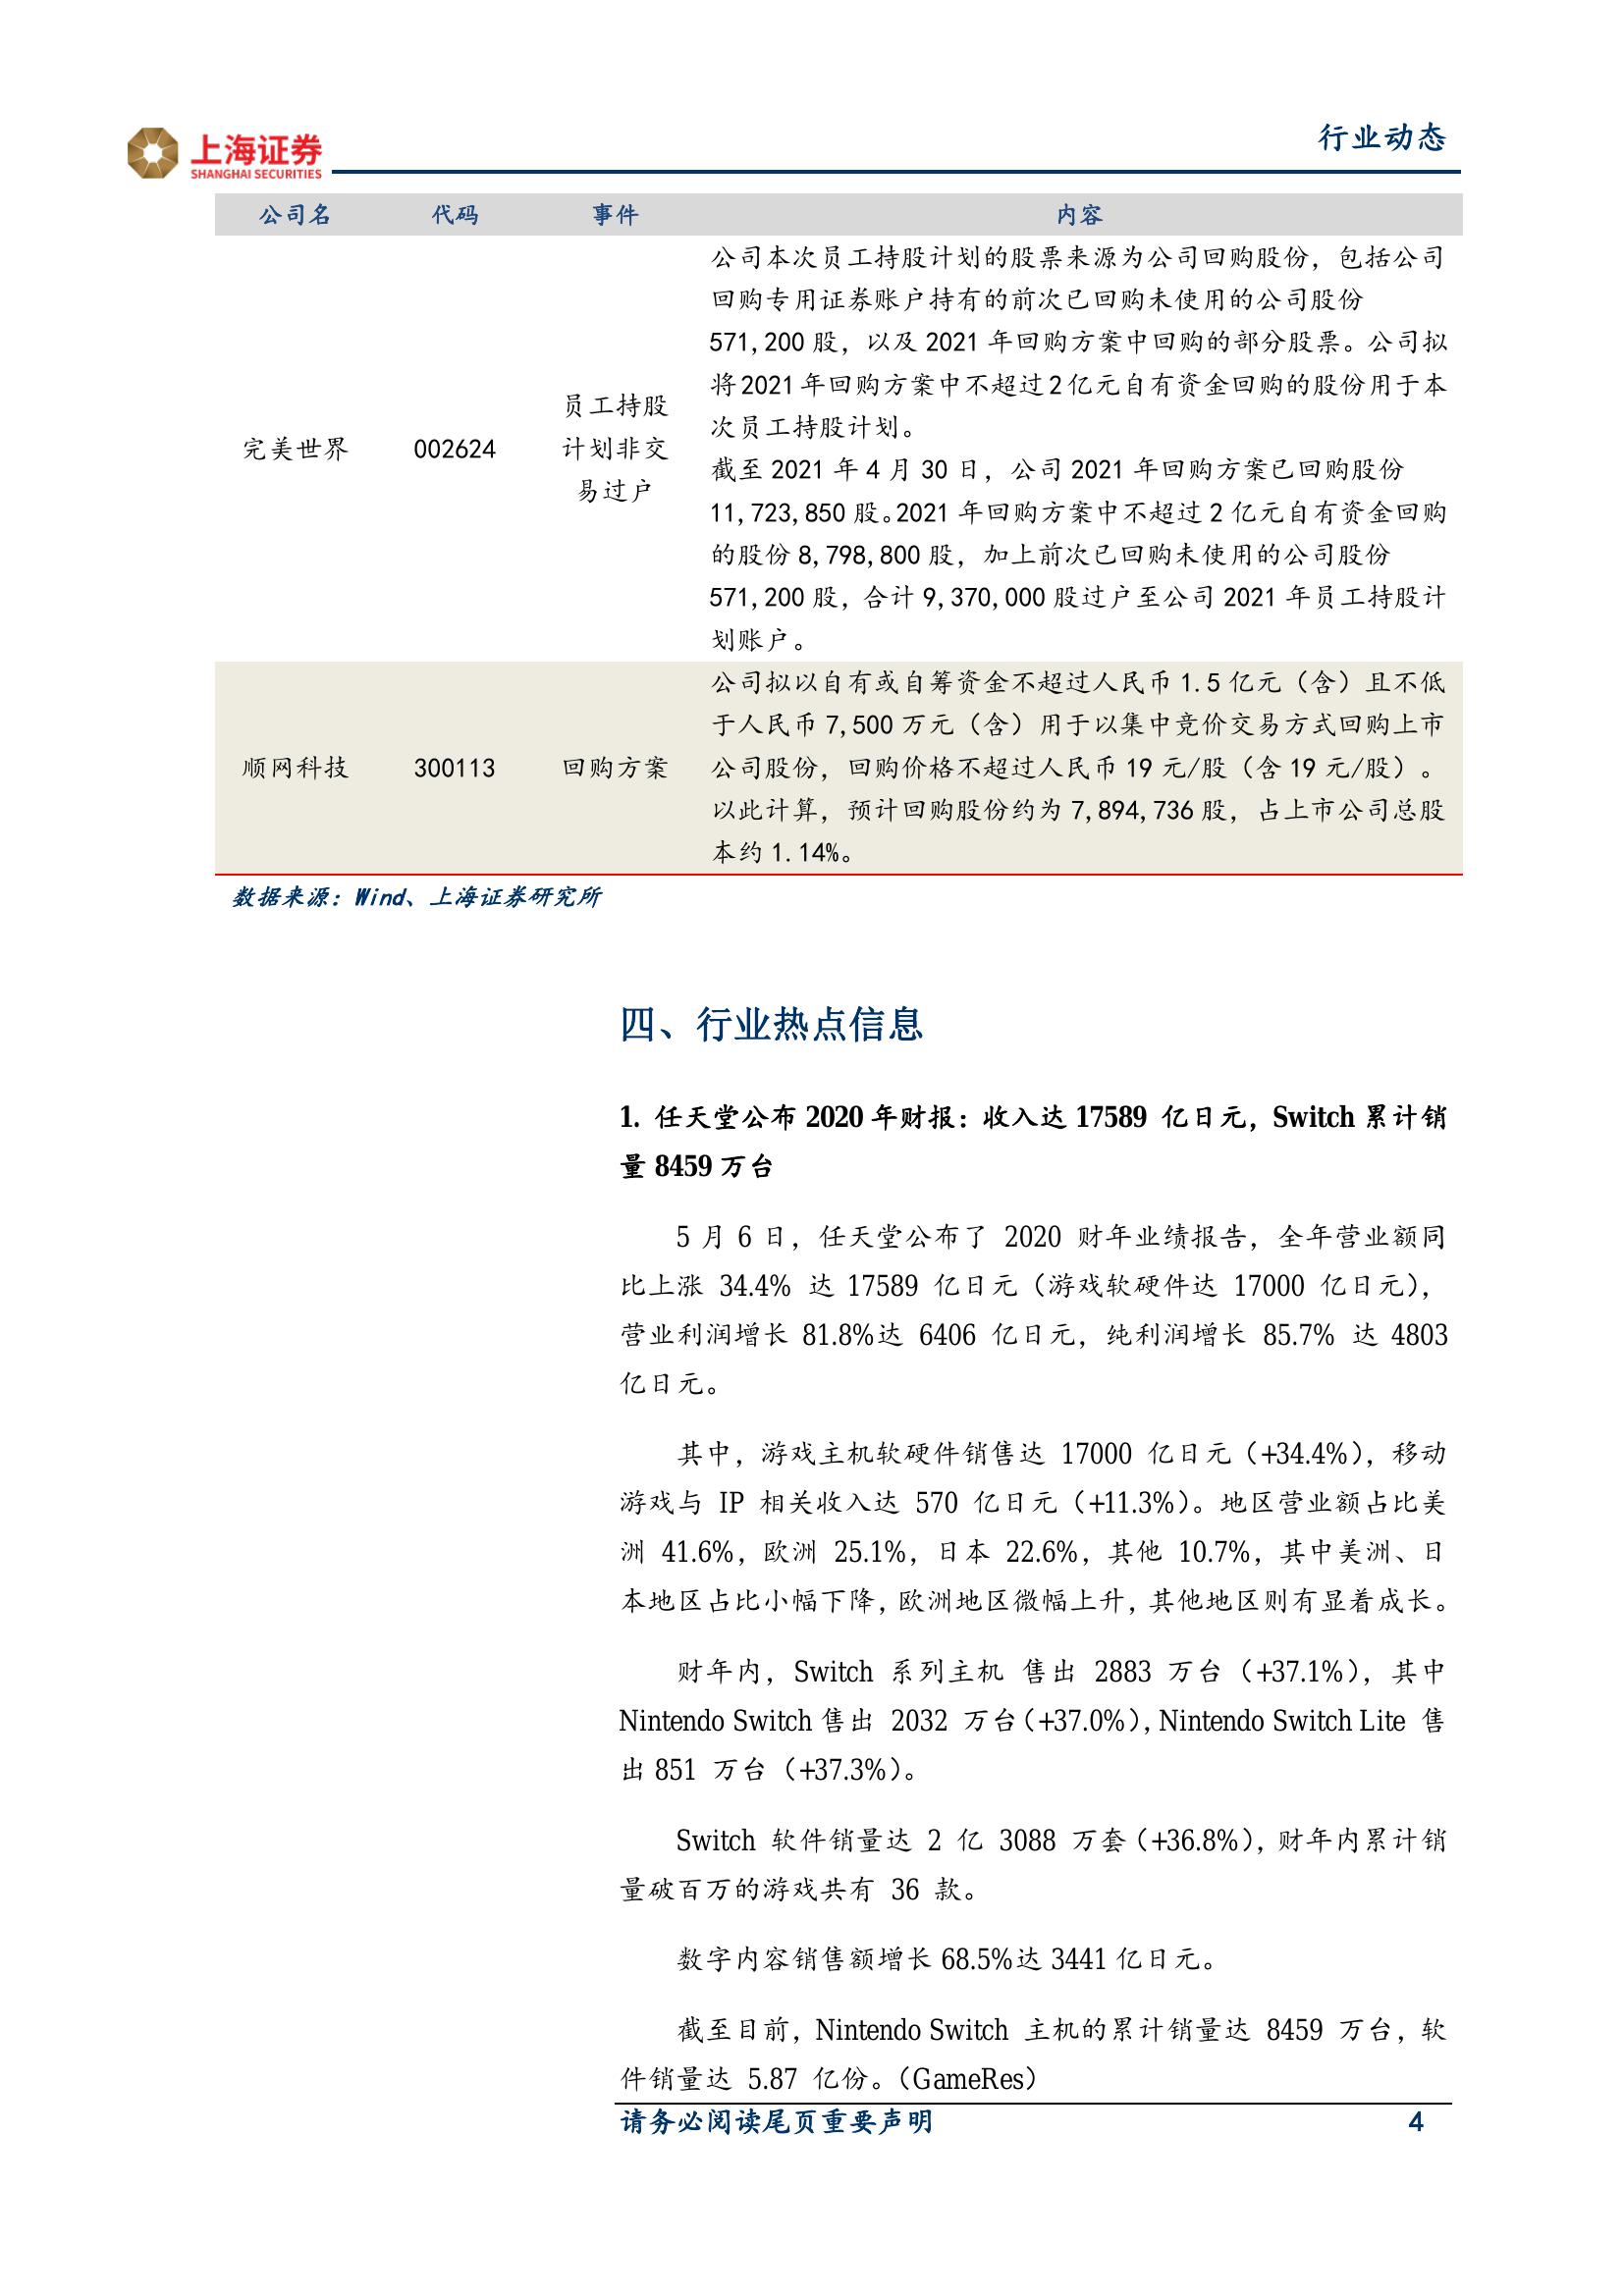 上海证券
SHANGHAI SECURITIES
行业动态
公司名 代码 事件 内容
公司本次员工持股计划的股票来源为公司回购股份，包括公司
回购专用证券账户持有的前次已回购未使用的公司股份
571,200 股，以及 2021 年回购方案中回购的部分股票。公司拟
将 2021 年回购方案中不超过 2 亿元自有资金回购的股份用于本
次员工持股计划。
完美世界 002624 员工持股
计划非交
易过户
截至 2021 年 4 月 30 日，公司 2021 年回购方案已回购股份
11,723,850 股。2021 年回购方案中不超过 2 亿元自有资金回购
的股份 8,798,800 股，加上前次已回购未使用的公司股份
571,200 股，合计 9,370,000 股过户至公司 2021 年员工持股计
划账户。
公司拟以自有或自筹资金不超过人民币 1.5 亿元（含）且不低
于人民币 7,500 万元（含）用于以集中竞价交易方式回购上市
顺网科技 300113 回购方案 公司股份，回购价格不超过人民币 19 元/股（含 19 元/股）。
以此计算，预计回购股份约为 7,894,736 股，占上市公司总股
本约 1.14%。
数据来源：Wind、上海证券研究所
四、行业热点信息
1. 任天堂公布 2020 年财报：收入达 17589 亿日元，Switch 累计销
量 8459 万台
5 月 6 日，任天堂公布了 2020 财年业绩报告，全年营业额同
比上涨 34.4% 达 17589 亿日元（游戏软硬件达 17000 亿日元），
营业利润增长 81.8%达 6406 亿日元，纯利润增长 85.7% 达 4803
亿日元。
其中，游戏主机软硬件销售达 17000 亿日元（+34.4%），移动
游戏与 IP 相关收入达 570 亿日元（+11.3%）。地区营业额占比美
洲 41.6%，欧洲 25.1%，日本 22.6%，其他 10.7%，其中美洲、日
本地区占比小幅下降，欧洲地区微幅上升，其他地区则有显着成长。
财年内，Switch 系列主机 售出 2883 万台（+37.1%），其中
Nintendo Switch 售出 2032 万台（+37.0%），Nintendo Switch Lite 售
出 851 万台（+37.3%）。
Switch 软件销量达 2 亿 3088 万套（+36.8%），财年内累计销
量破百万的游戏共有 36 款。
数字内容销售额增长 68.5%达 3441 亿日元。
截至目前，Nintendo Switch 主机的累计销量达 8459 万台，软
件销量达 5.87 亿份。（GameRes）
请务必阅读尾页重要声明 4